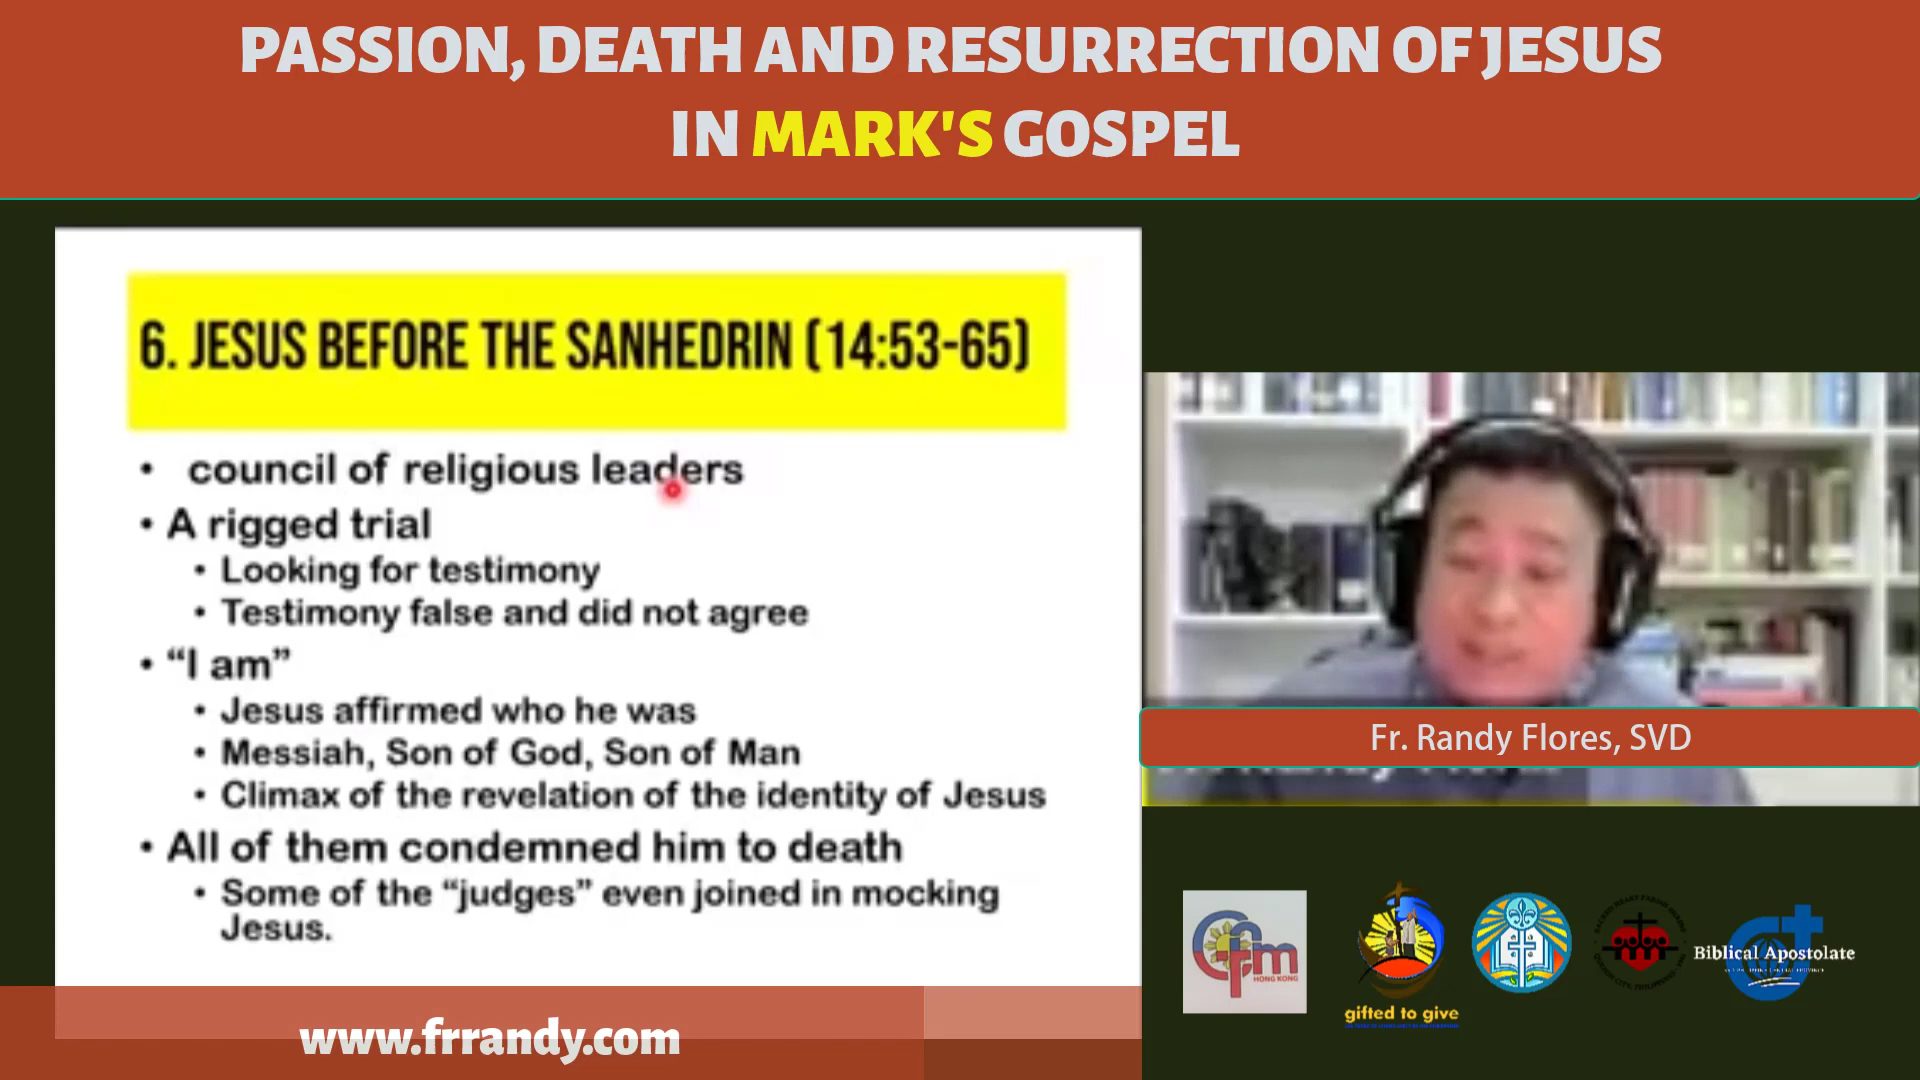 PASSION, DEATH AND RESURRECTION OF JESUS
IN MARK'S GOSPEL
6. JESUS BEFORE THE SANHEDRIN (14:53-65)
• council of religious leaders
• A rigged trial
• Looking for testimony
• Testimony false and did not agree
• “I am”
• Jesus affirmed who he was
• Messiah, Son of God, Son of Man
• Climax of the revelation of the identity of Jesus
• All of them condemned him to death
• Some of the “judges” even joined in mocking
Jesus.
Fr. Randy Flores, SVD
cffm
HONG KONG
gifted to give
Biblical Apostolate
www.frrandy.com